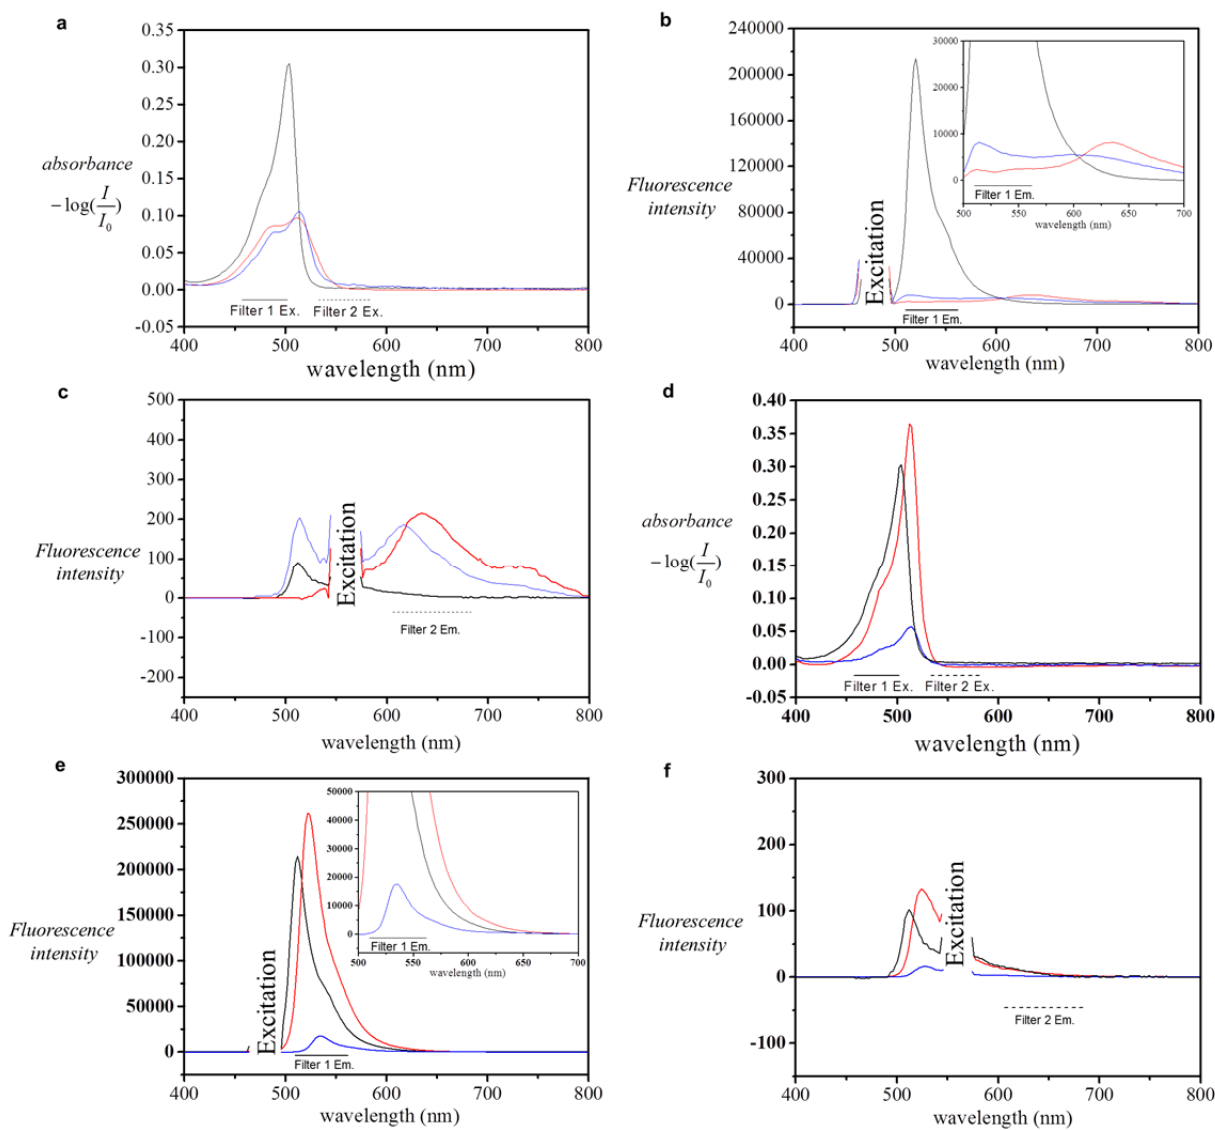 a
0.35
0.30
0.25
0.20
0.15
0.10
0.05
0.00
-0.05
absorbance
−log(I/I0)
Filter 1 Ex.
Filter 2 Ex.
400 500 600 700 800
wavelength (nm)
b
240000
200000
160000
120000
80000
40000
0
Fluorescence
intensity
Excitation
Filter 1 Em.
400 500 600 700 800
wavelength (nm)
30000
20000
10000
0
Filter 1 Em.
500 550 600 650 700
wavelength (nm)
c
500
400
300
200
100
0
-100
-200
Fluorescence
intensity
Excitation
Filter 2 Em.
400 500 600 700 800
wavelength (nm)
d
0.40
0.35
0.30
0.25
0.20
0.15
0.10
0.05
0.00
-0.05
absorbance
−log(I/I0)
Filter 1 Ex.
Filter 2 Ex.
400 500 600 700 800
wavelength (nm)
e
300000
250000
200000
150000
100000
50000
0
Fluorescence
intensity
Excitation
Filter 1 Em.
400 500 600 700 800
wavelength (nm)
50000
40000
30000
20000
10000
0
Filter 1 Em.
500 550 600 650 700
wavelength (nm)
f
300
200
100
0
-100
Fluorescence
intensity
Excitation
Filter 2 Em.
400 500 600 700 800
wavelength (nm)